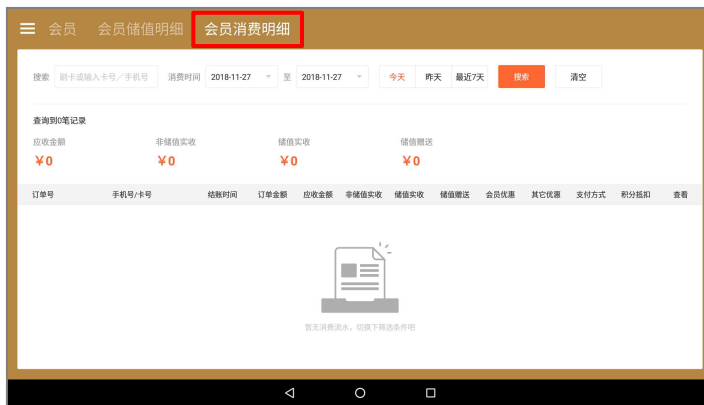 会员 会员储值明细 会员消费明细
搜索 刷卡或输入卡号／手机号 消费时间 2018-11-27 至 2018-11-27 今天 昨天 最近7天 搜索 清空
查询到0笔记录
应收金额 非储值实收 储值实收 储值赠送
￥0 ￥0 ￥0 ￥0
订单号 手机号/卡号 结账时间 订单金额 应收金额 非储值实收 储值实收 储值赠送 会员优惠 其它优惠 支付方式 积分抵扣 查看
暂无消费流水，切换下筛选条件吧